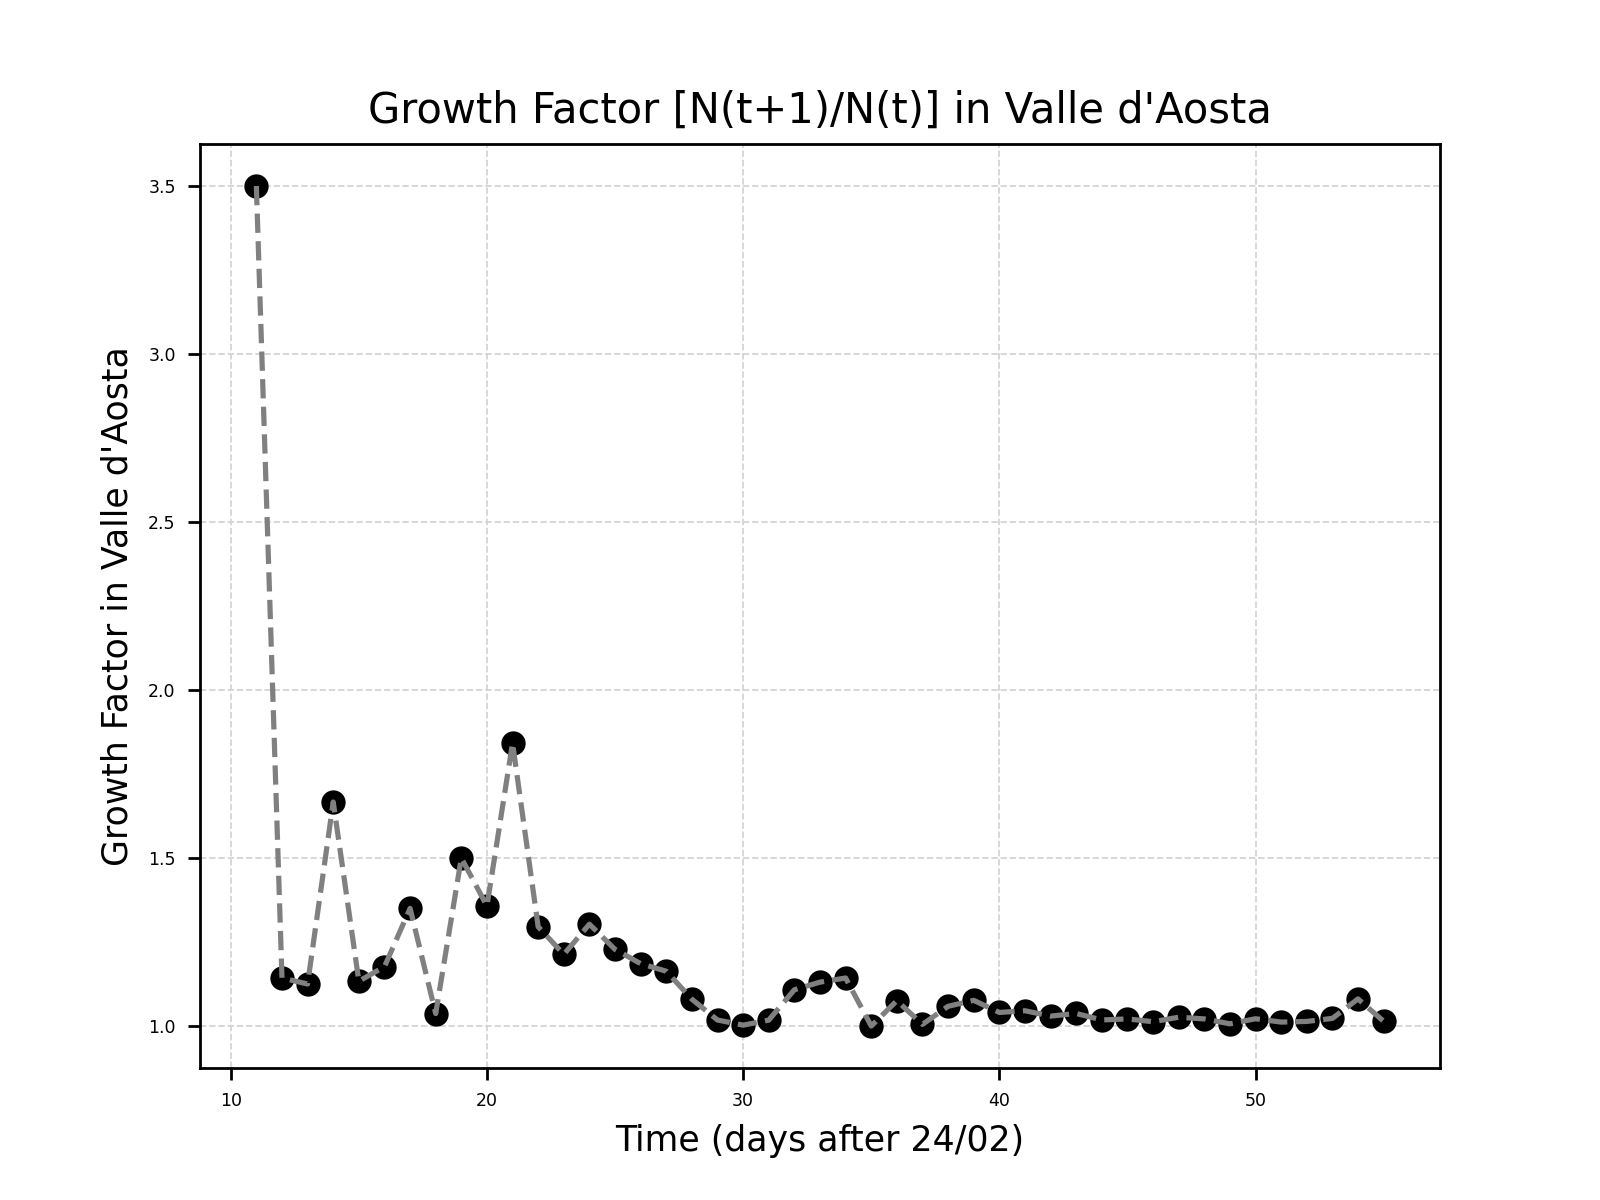 Growth Factor [N(t+1)/N(t)] in Valle d'Aosta
Growth Factor in Valle d'Aosta
3.5
3.0
2.5
2.0
1.5
1.0
10 20 30 40 50
Time (days after 24/02)